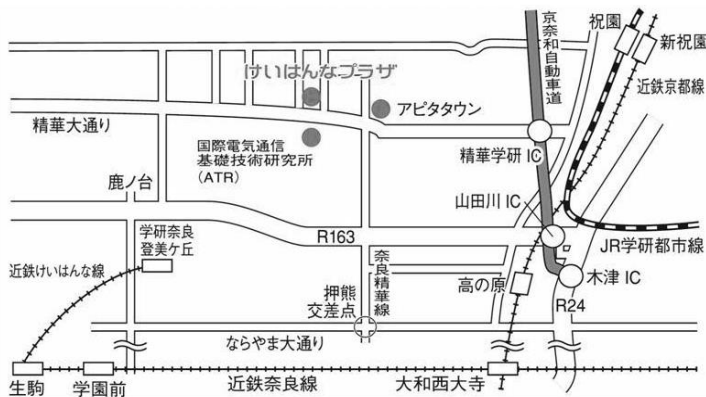 京奈和自動車道
祝園
新祝園
近鉄京都線
けいはんなプラザ
アピタタウン
精華大通り
国際電気通信
基礎技術研究所
(ATR)
精華学研 IC
鹿ノ台
山田川 IC
学研奈良
登美ケ丘
R163
JR学研都市線
近鉄けいはんな線
奈良精華線
高の原
木津 IC
押熊
交差点
R24
ならやま大通り
生駒
学園前
近鉄奈良線
大和西大寺